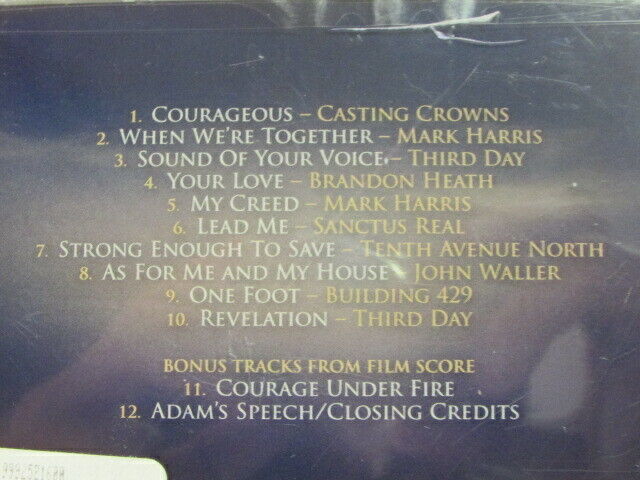 1. COURAGEOUS – CASTING CROWNS
2. WHEN WE'RE TOGETHER – MARK HARRIS
3. SOUND OF YOUR VOICE – THIRD DAY
4. YOUR LOVE – BRANDON HEATH
5. MY CREED – MARK HARRIS
6. LEAD ME – SANCTUS REAL
7. STRONG ENOUGH TO SAVE – TENTH AVENUE NORTH
8. AS FOR ME AND MY HOUSE – JOHN WALLER
9. ONE FOOT – BUILDING 429
10. REVELATION – THIRD DAY
BONUS TRACKS FROM FILM SCORE
11. COURAGE UNDER FIRE
12. ADAM'S SPEECH/CLOSING CREDITS